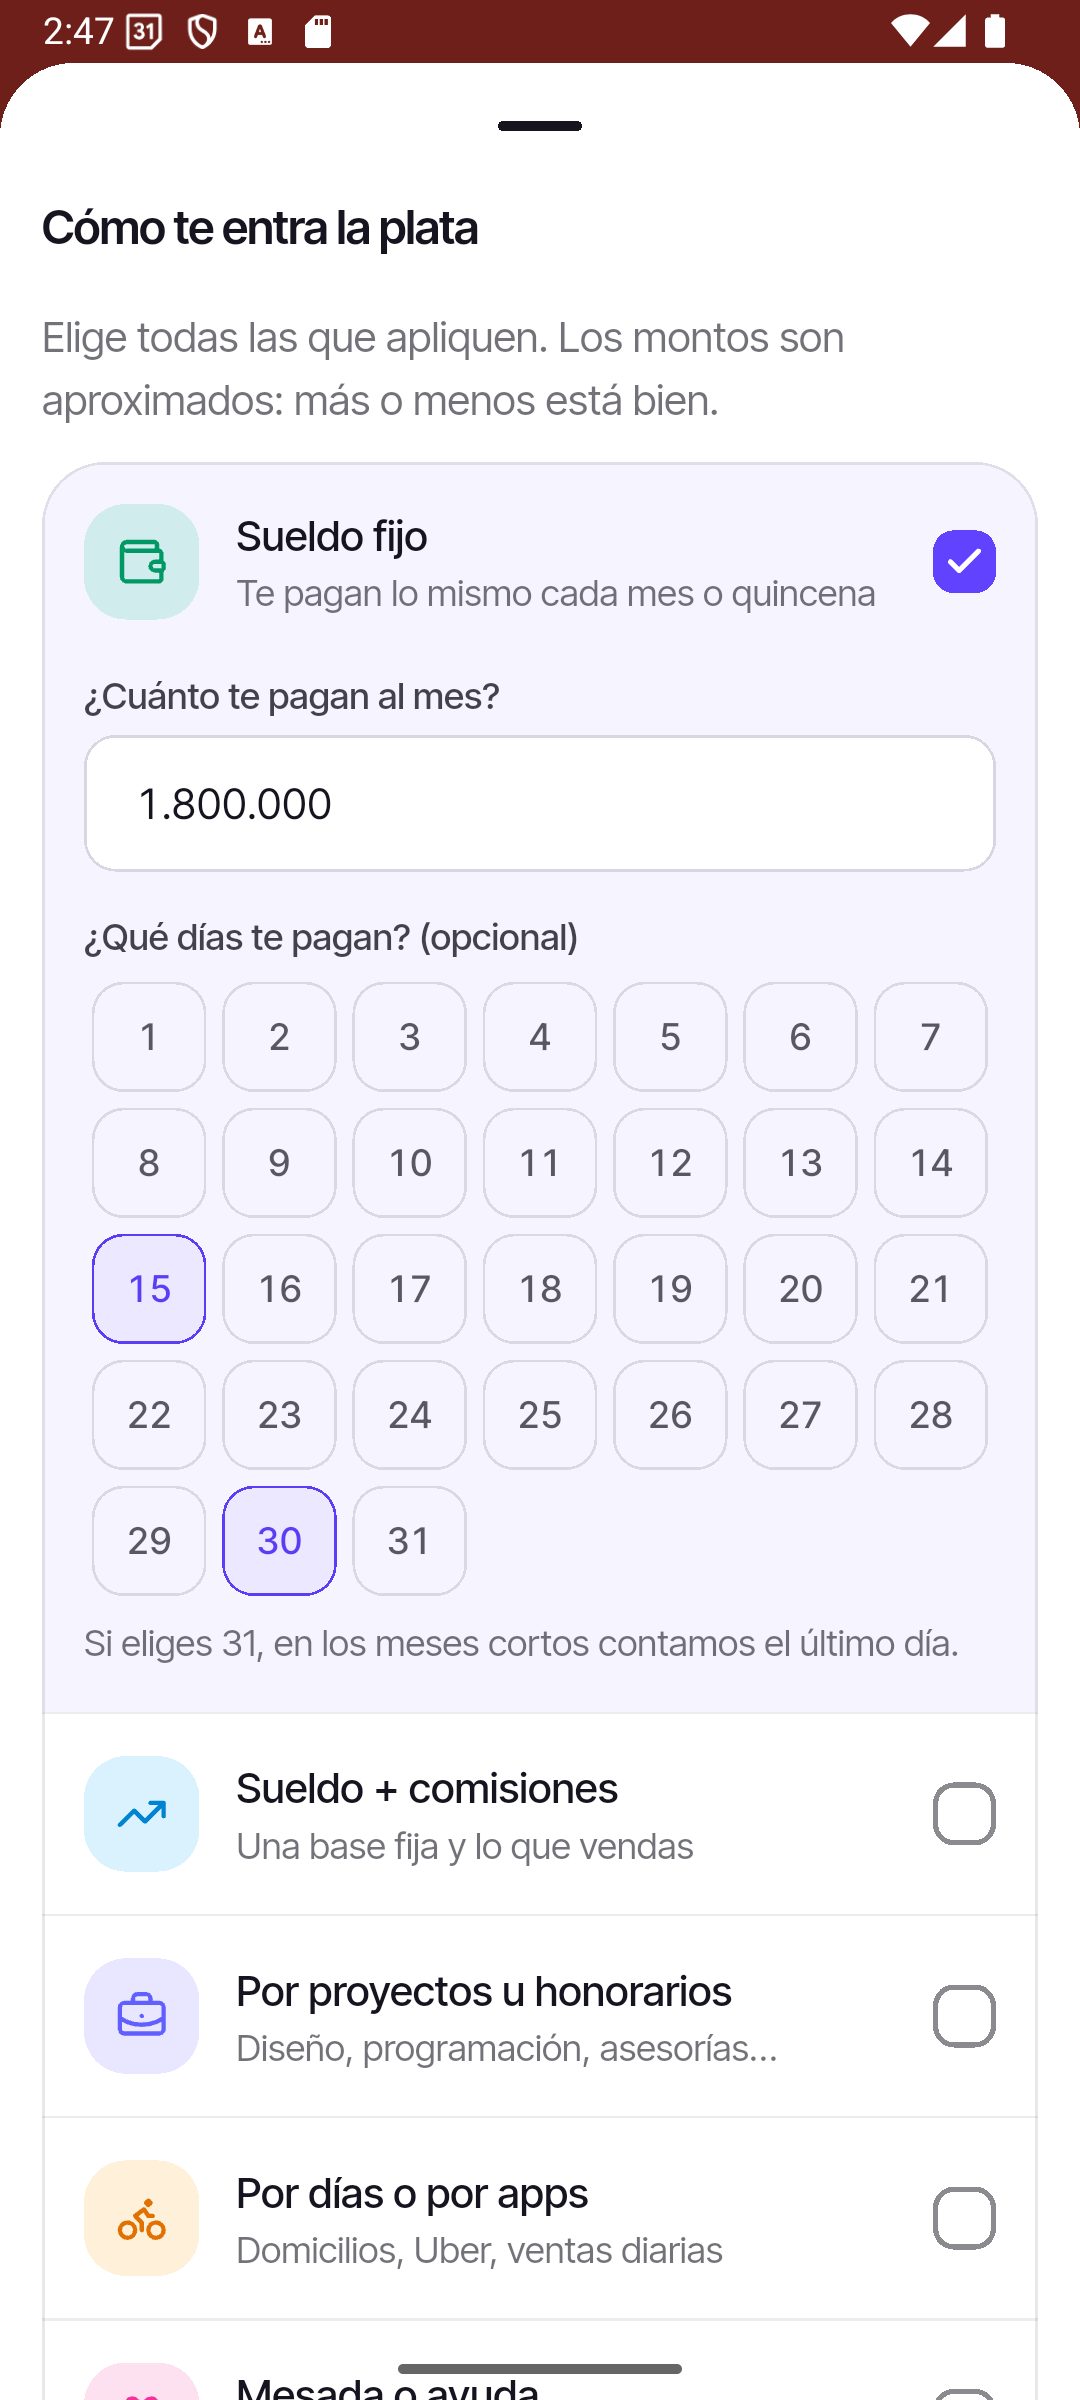 2:47
31
A
Cómo te entra la plata
Elige todas las que apliquen. Los montos son
aproximados: más o menos está bien.
Sueldo fijo
Te pagan lo mismo cada mes o quincena
¿Cuánto te pagan al mes?
1.800.000
¿Qué días te pagan? (opcional)
1 2 3 4 5 6 7
8 9 10 11 12 13 14
15 16 17 18 19 20 21
22 23 24 25 26 27 28
29 30 31
Si eliges 31, en los meses cortos contamos el último día.
Sueldo + comisiones
Una base fija y lo que vendas
Por proyectos u honorarios
Diseño, programación, asesorías...
Por días o por apps
Domicilios, Uber, ventas diarias
Mesada o ayuda